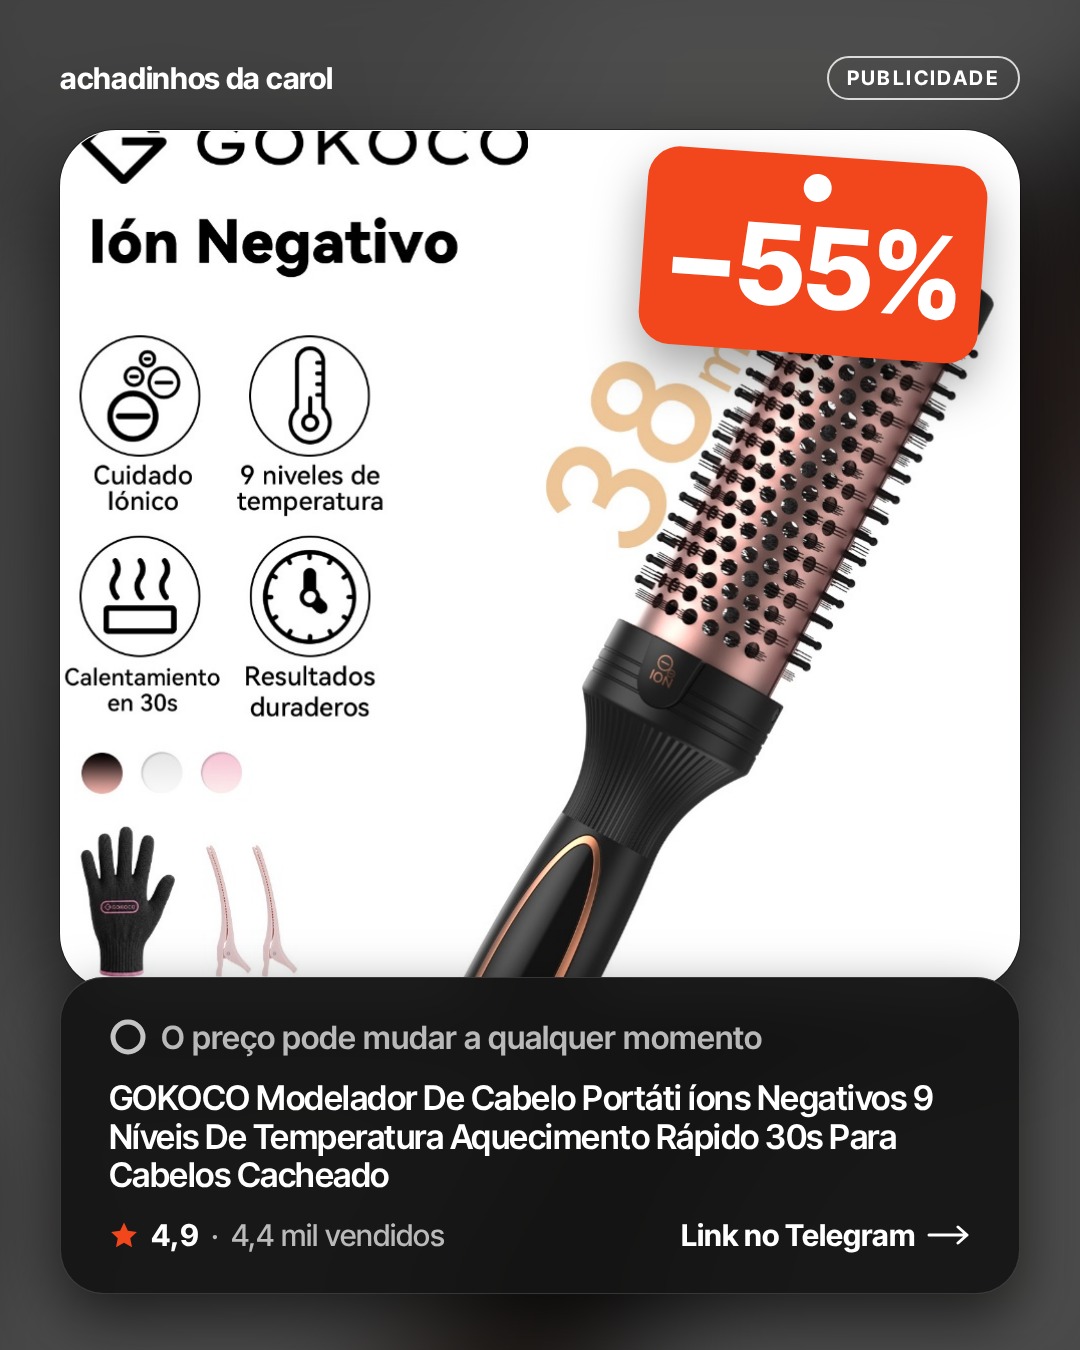 achadinhos da carol
PUBLICIDADE
GOKOCO
Ión Negativo
-55%
38
Cuidado
Iónico
9 niveles de
temperatura
Calentamiento
en 30s
Resultados
duraderos
ION
GOKOCO
O preço pode mudar a qualquer momento
GOKOCO Modelador De Cabelo Portáti íons Negativos 9
Níveis De Temperatura Aquecimento Rápido 30s Para
Cabelos Cacheado
4,9 · 4,4 mil vendidos
Link no Telegram →